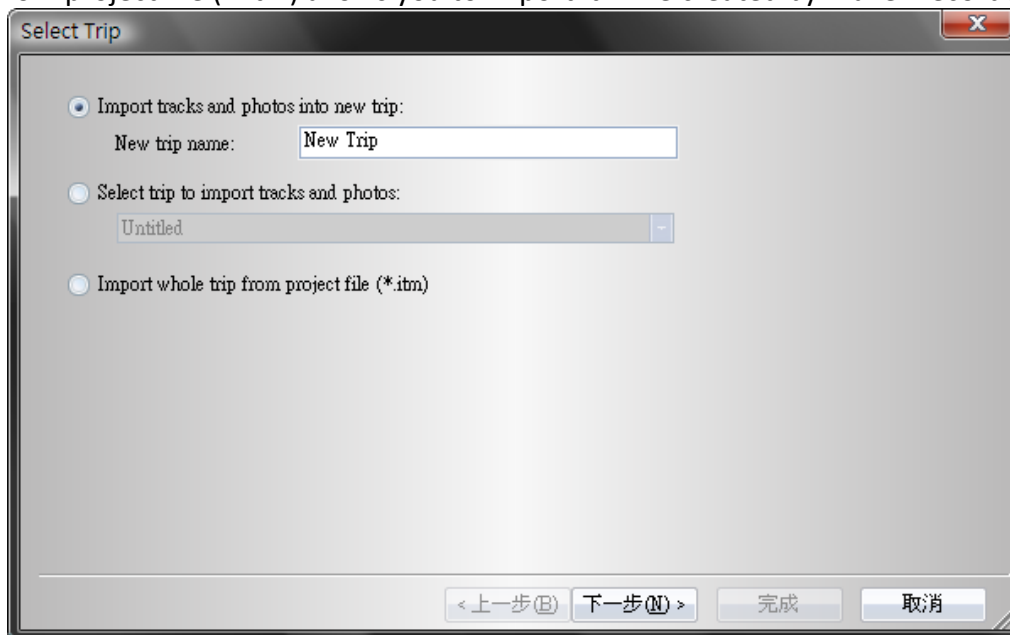 Select Trip
Import tracks and photos into new trip:
New trip name: New Trip
Select trip to import tracks and photos:
Untitled
Import whole trip from project file (*.itm)
<上一步(B) 下一步(N) > 完成 取消